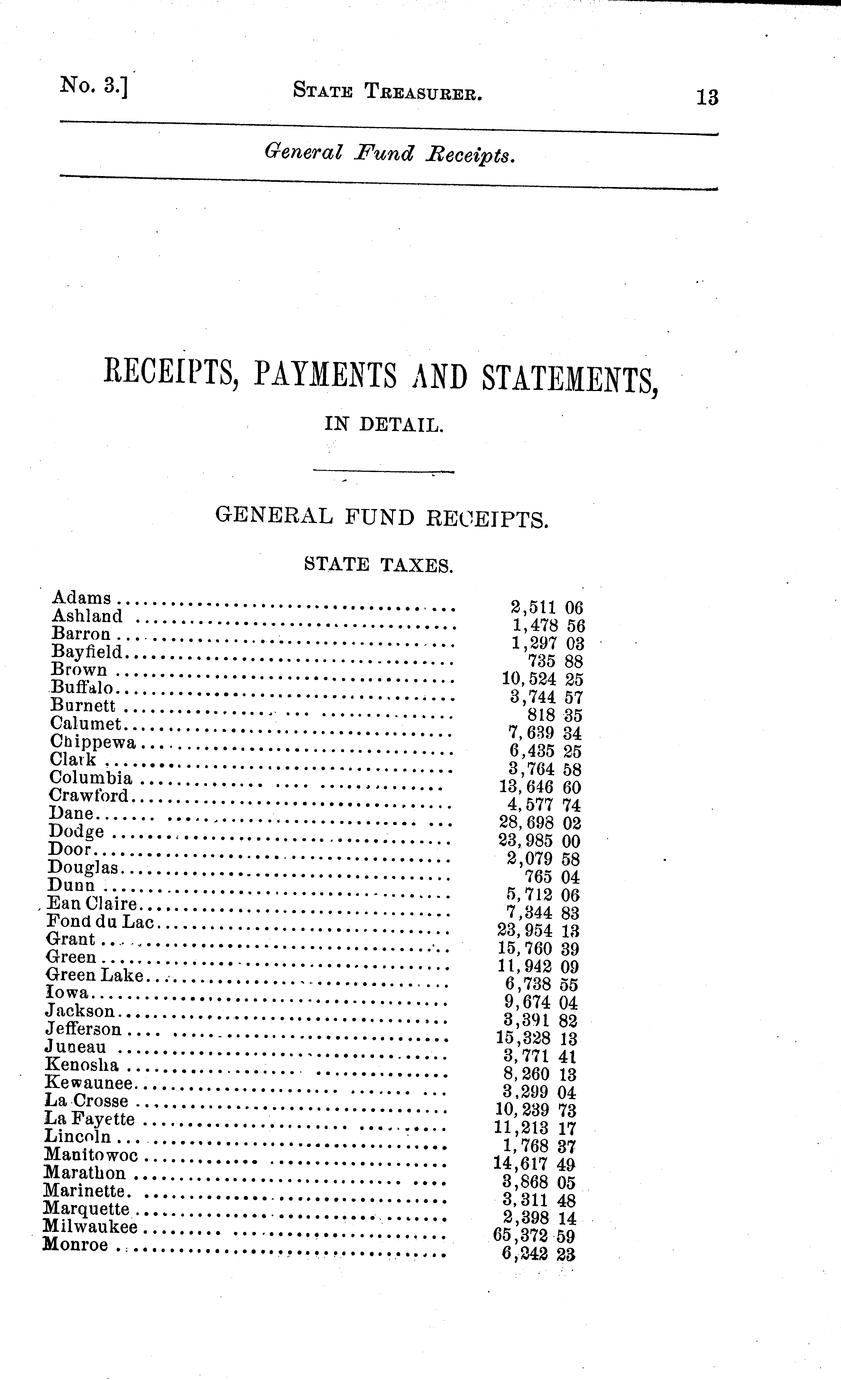 No. 3.] STATE TREASURER. 13
General Fund Receipts.
RECEIPTS, PAYMENTS AND STATEMENTS,
IN DETAIL.
GENERAL FUND RECEIPTS.
STATE TAXES.
Adams 2,511 06
Ashland 1,478 56
Barron 1,297 03
Bayfield 735 88
Brown 10,524 25
Buffalo 3,744 57
Burnett 818 35
Calumet 7,639 34
Chippewa 6,435 25
Clark 3,764 58
Columbia 13,646 60
Crawford 4,577 74
Dane 28,698 02
Dodge 23,985 00
Door 2,079 58
Douglas 765 04
Dunn 5,712 06
Eau Claire 7,344 83
Fond du Lac 23,954 13
Grant 15,760 39
Green 11,942 09
Green Lake 6,738 55
Iowa 9,674 04
Jackson 3,391 82
Jefferson 15,328 13
Juneau 3,771 41
Kenosha 8,260 13
Kewaunee 3,299 04
La Crosse 10,239 73
La Fayette 11,213 17
Lincoln 1,768 37
Manitowoc 14,617 49
Marathon 3,868 05
Marinette. 3,311 48
Marquette 2,398 14
Milwaukee 65,372 59
Monroe 6,242 23